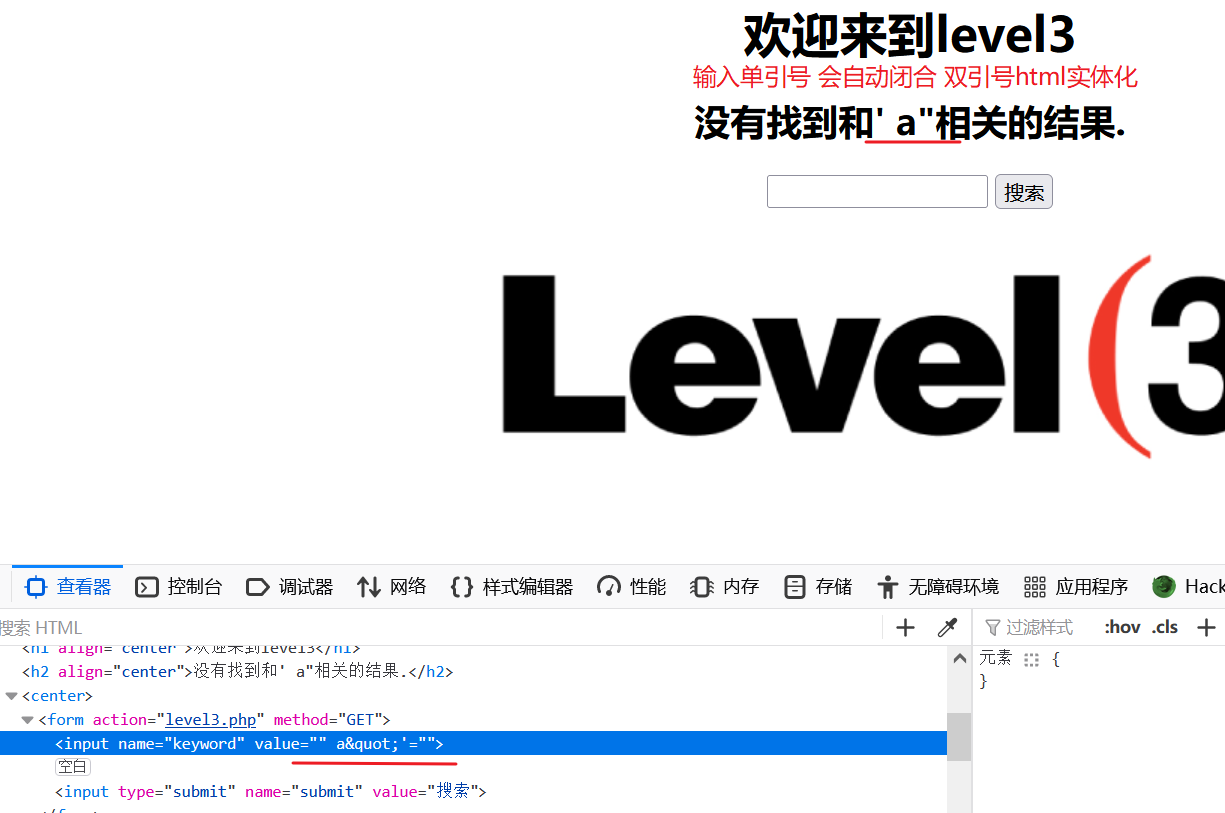 欢迎来到level3
输入单引号 会自动闭合 双引号html实体化
没有找到和' a"相关的结果.
搜索
Level(3
查看器 控制台 调试器 网络 样式编辑器 性能 内存 存储 无障碍环境 应用程序 Hack
搜索 HTML
过滤样式 :hov .cls
<h1 align="center">欢迎来到level3</h1>
元素 {
<h2 align="center">没有找到和' a"相关的结果.</h2>
}
<center>
<form action="level3.php" method="GET">
<input name="keyword" value="" a&quot;'="">
空白
<input type="submit" name="submit" value="搜索">